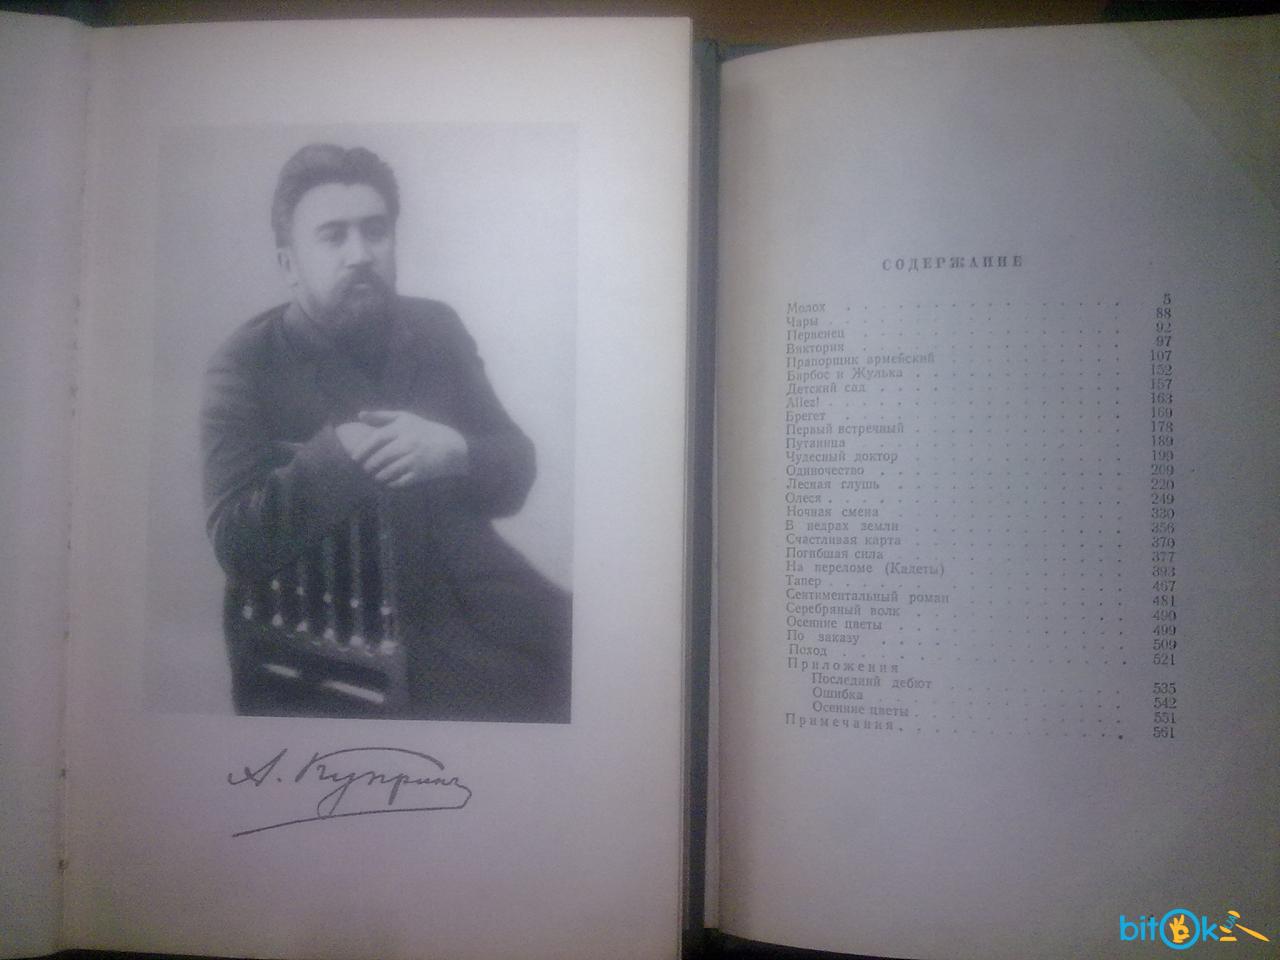 А. Купринъ
СОДЕРЖАНИЕ
Молох 5
Чары 88
Первенец 92
Виктория 97
Прапорщик армейский 107
Барбос и Жулька 152
Детский сад 157
Allez! 163
Брегет 169
Первый встречный 178
Путаница 189
Чудесный доктор 199
Одиночество 209
Лесная глушь 220
Олеся 249
Ночная смена 330
В недрах земли 356
Счастливая карта 370
Погибшая сила 377
На переломе (Кадеты) 393
Тапер 467
Сентиментальный роман 481
Серебряный волк 490
Осенние цветы 499
По заказу 509
Поход 521
Приложения
Последний дебют 535
Ошибка 542
Осенние цветы 551
Примечания 561
bitOk.ua